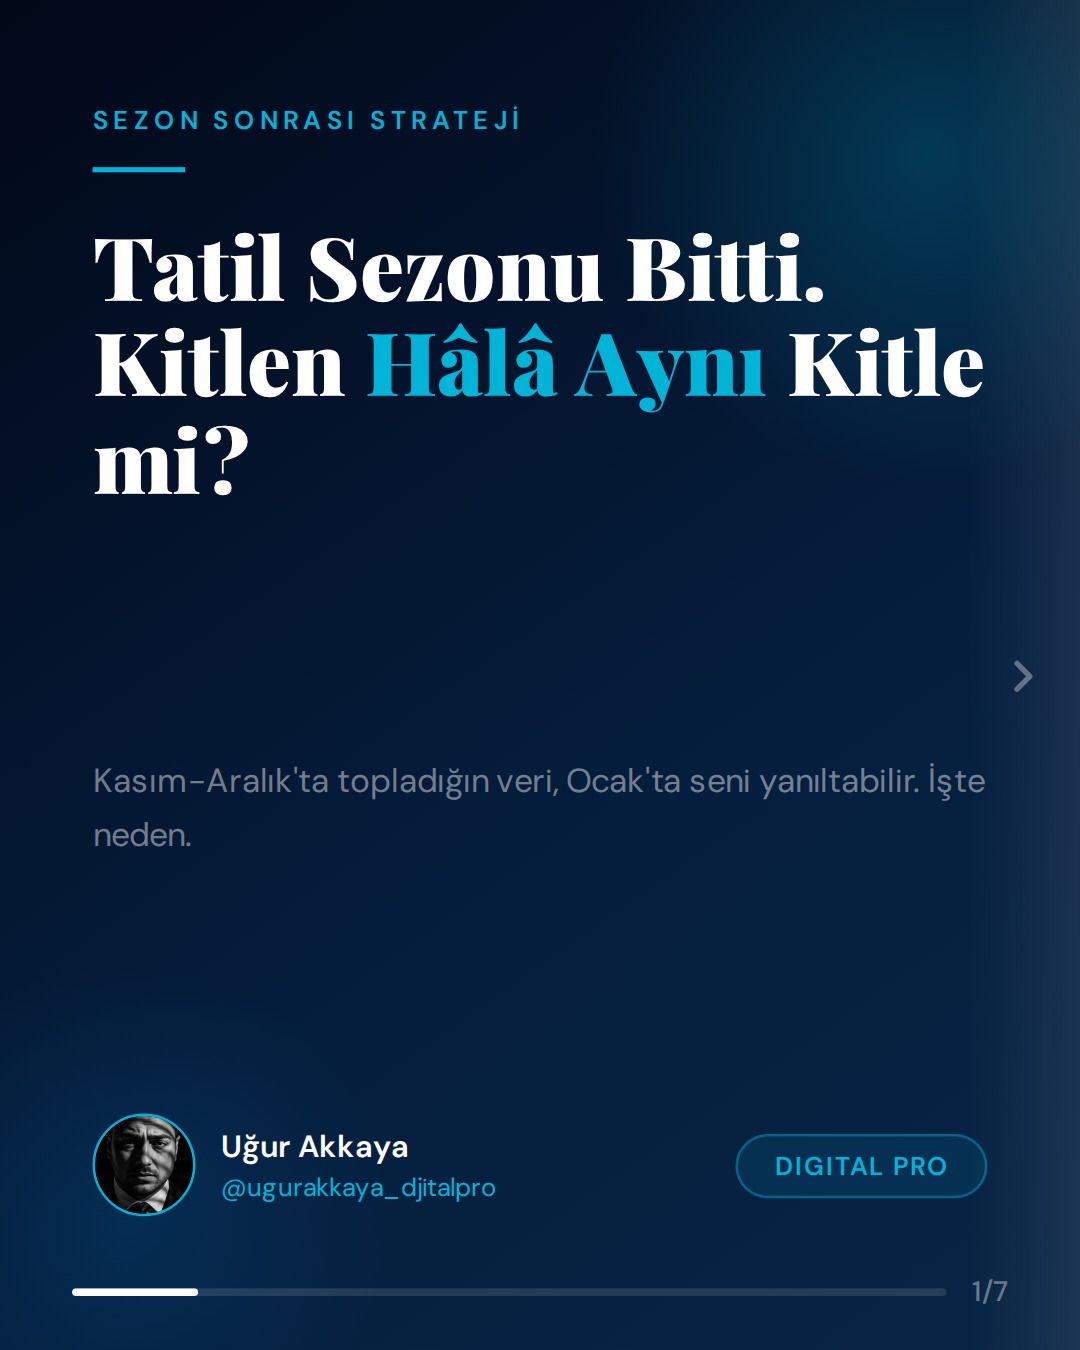 SEZON SONRASI STRATEJİ
Tatil Sezonu Bitti.
Kitlen Hâlâ Aynı Kitle
mi?
Kasım-Aralık'ta topladığın veri, Ocak'ta seni yanıltabilir. İşte
neden.
Uğur Akkaya
@ugurakkaya_djitalpro
DIGITAL PRO
1/7